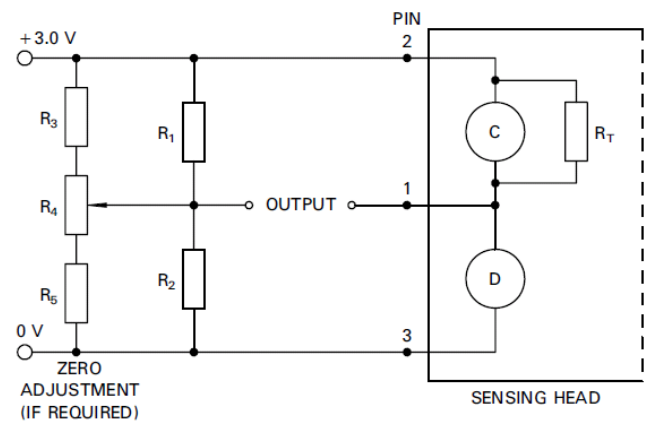 PIN
+3.0 V
2
R3
R1
C
RT
1
R4
OUTPUT
R2
D
R5
0 V
3
ZERO
ADJUSTMENT
(IF REQUIRED)
SENSING HEAD